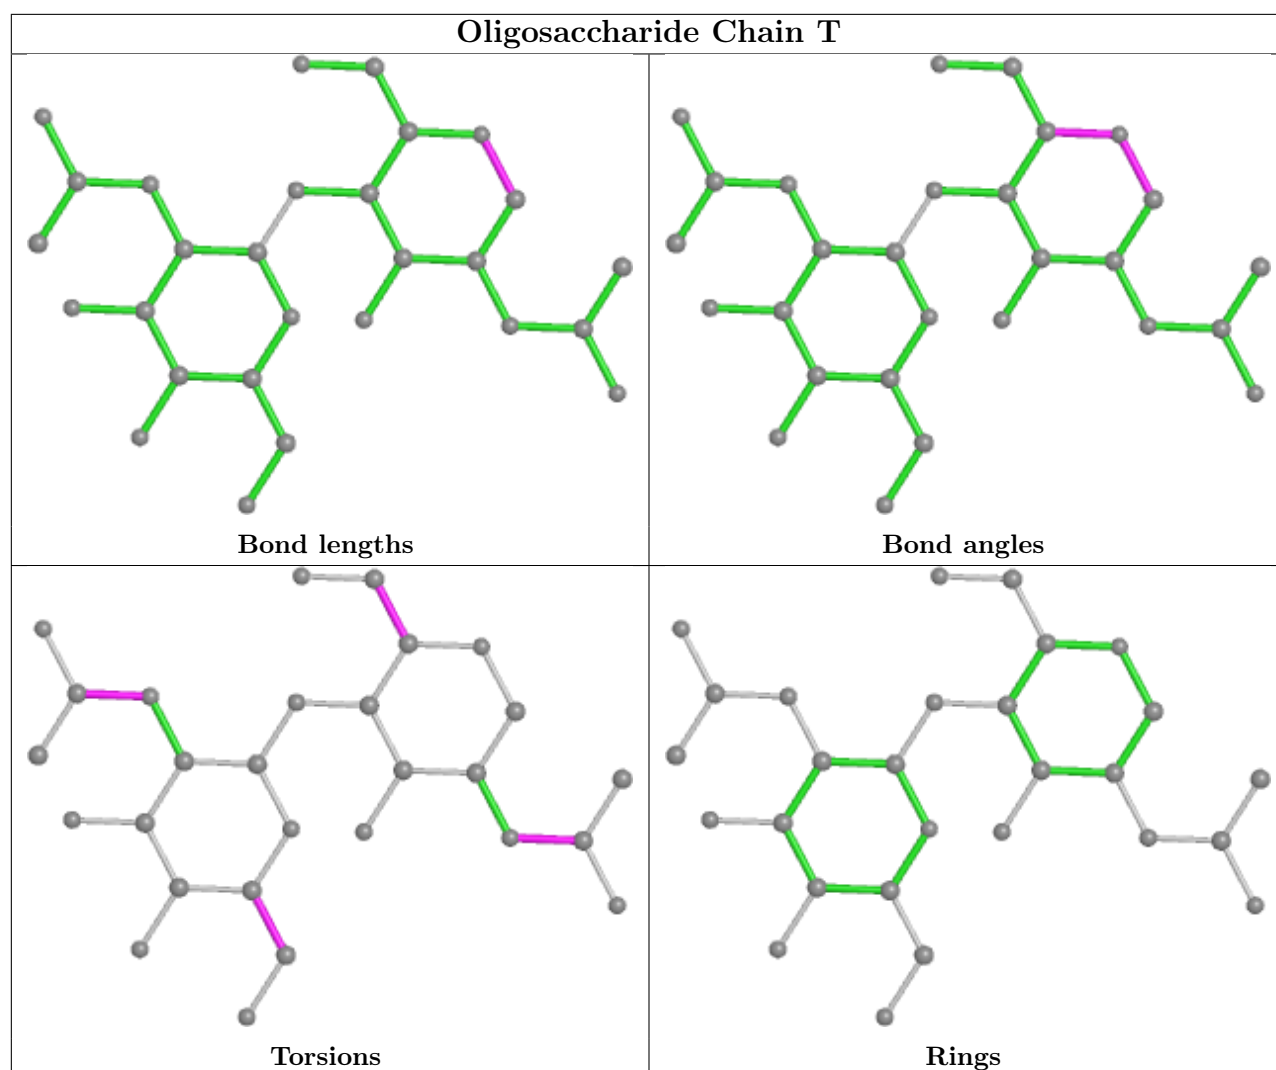 Oligosaccharide Chain T
Bond lengths
Bond angles
Torsions
Rings